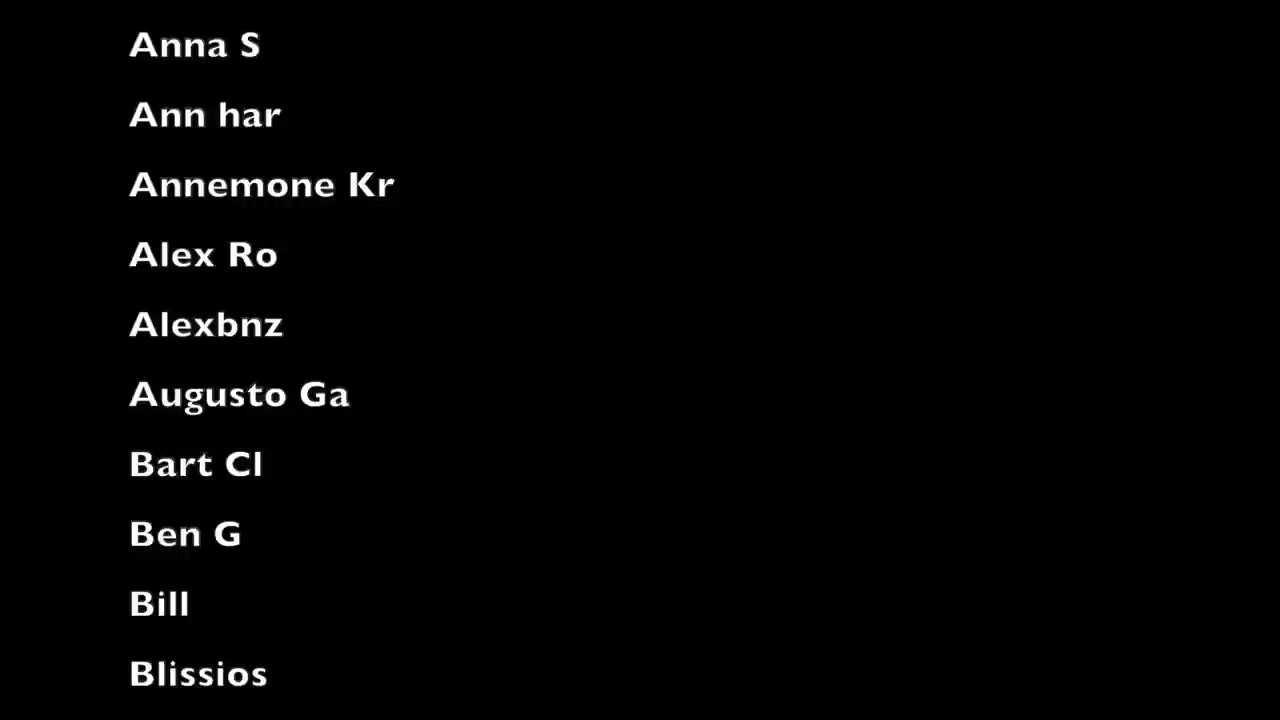 Anna S
Ann har
Annemone Kr
Alex Ro
Alexbnz
Augusto Ga
Bart Cl
Ben G
Bill
Blissios